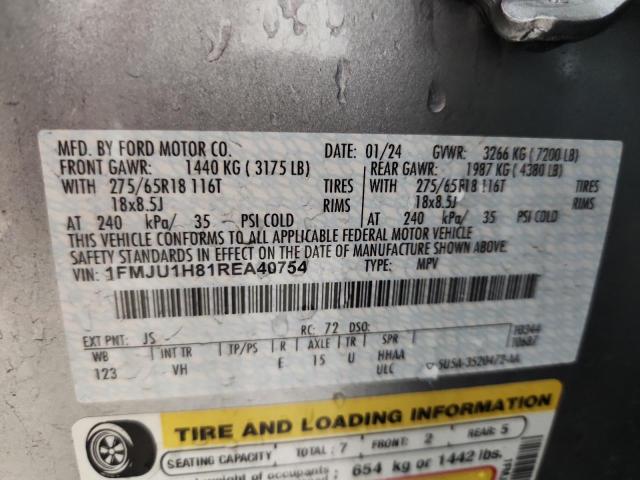 MFD. BY FORD MOTOR CO. DATE: 01/24 GVWR: 3266 KG ( 7200 LB)
FRONT GAWR: 1440 KG ( 3175 LB) REAR GAWR: 1987 KG ( 4380 LB)
WITH 275/65R18 116T TIRES WITH 275/65R18 116T TIRES
18x8.5J RIMS 18x8.5J RIMS
AT 240 kPa/ 35 PSI COLD AT 240 kPa/ 35 PSI COLD
THIS VEHICLE CONFORMS TO ALL APPLICABLE FEDERAL MOTOR VEHICLE
SAFETY STANDARDS IN EFFECT ON THE DATE OF MANUFACTURE SHOWN ABOVE.
VIN: 1FMJU1H81REA40754 TYPE: MPV
EXT PNT: JS RC: 72 DSO:
WB INT TR TP/PS R AXLE TR SPR
123 VH E 15 U HHAA
ULC
TIRE AND LOADING INFORMATION
SEATING CAPACITY TOTAL : 7 FRONT: 2 REAR: 5
weight of occupants 654 kg or 1442 lbs.